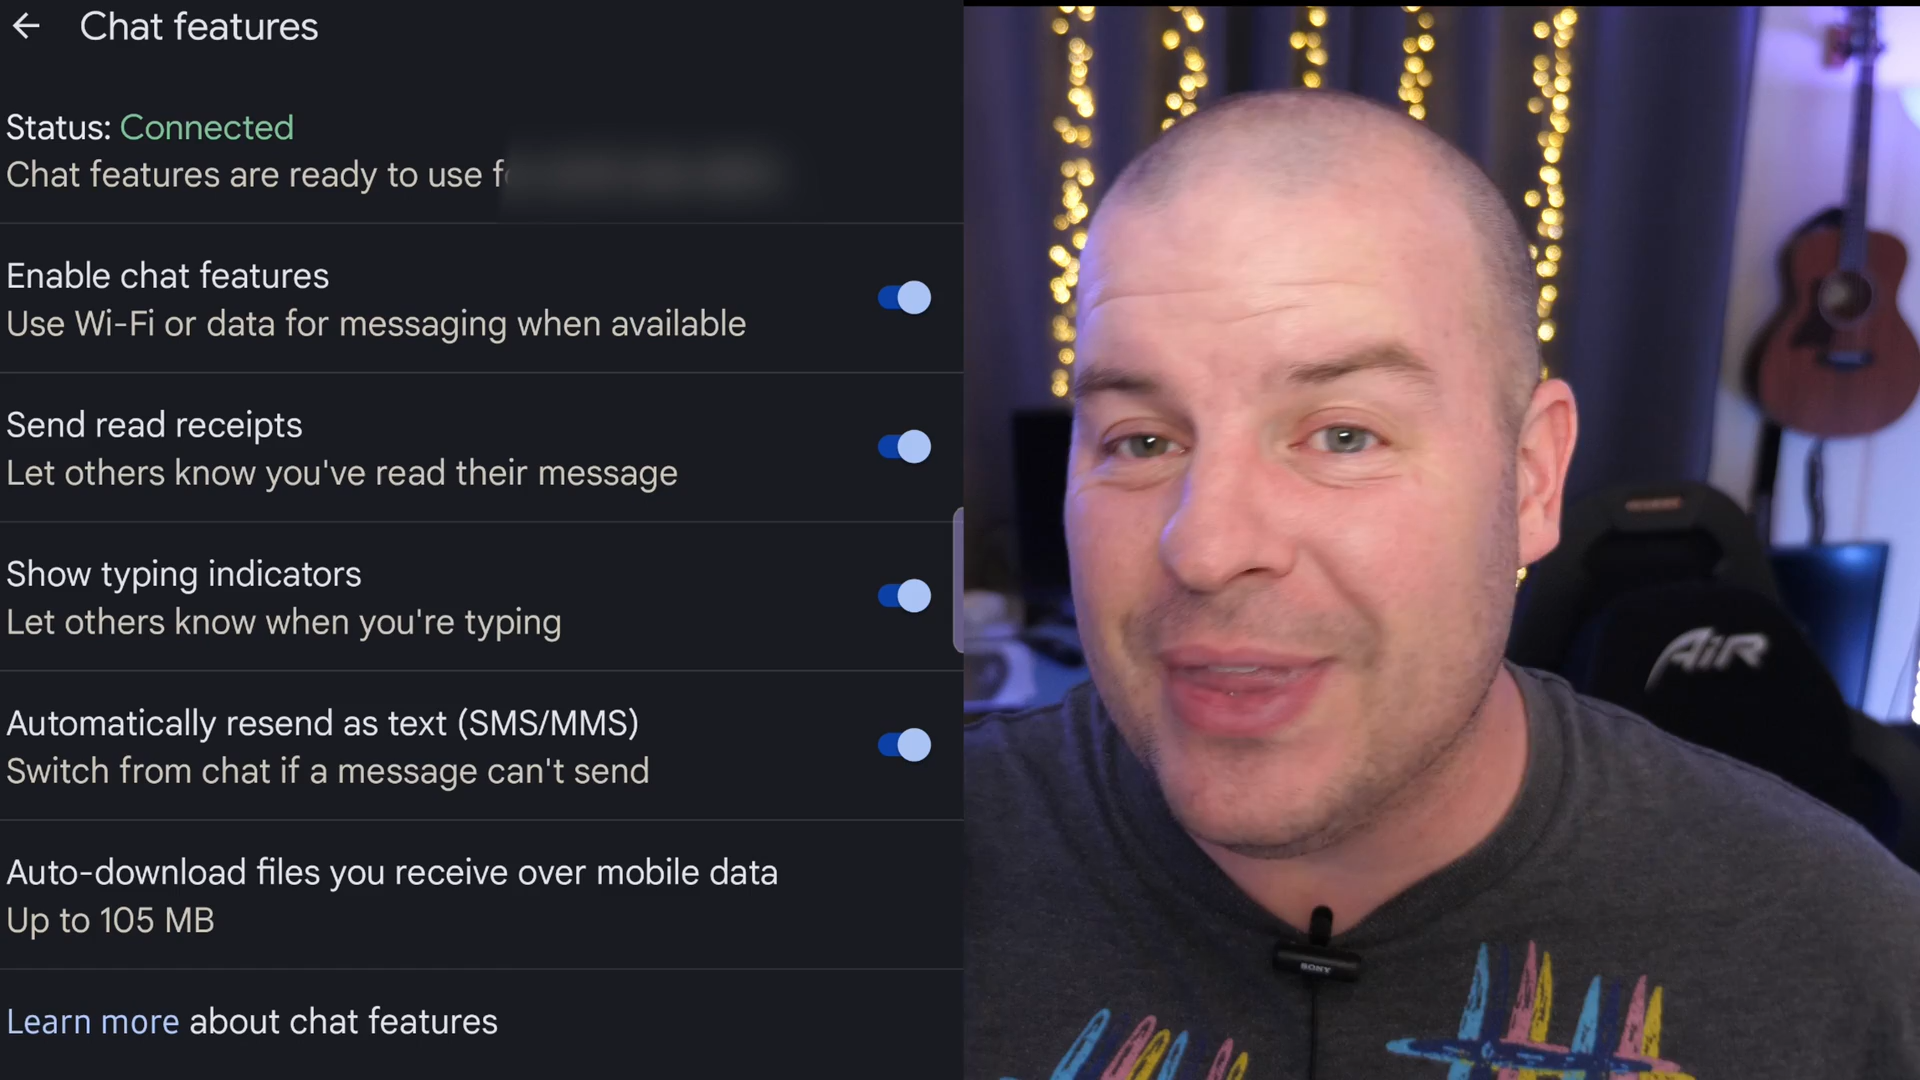 Chat features
Status: Connected
Chat features are ready to use
Enable chat features
Use Wi-Fi or data for messaging when available
Send read receipts
Let others know you've read their message
Show typing indicators
Let others know when you're typing
Automatically resend as text (SMS/MMS)
Switch from chat if a message can't send
Auto-download files you receive over mobile data
Up to 105 MB
Learn more about chat features
AIR
SONY